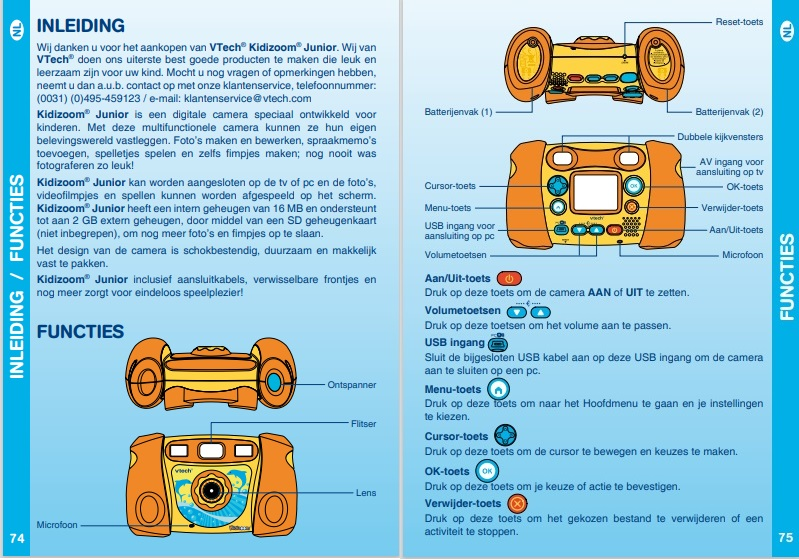 NL
INLEIDING / FUNCTIES
74
INLEIDING
Wij danken u voor het aankopen van VTech® Kidizoom® Junior. Wij van
VTech® doen ons uiterste best goede producten te maken die leuk en
leerzaam zijn voor uw kind. Mocht u nog vragen of opmerkingen hebben,
neemt u dan a.u.b. contact op met onze klantenservice, telefoonnummer:
(0031) (0)495-459123 / e-mail: klantenservice@vtech.com
Kidizoom® Junior is een digitale camera speciaal ontwikkeld voor
kinderen. Met deze multifunctionele camera kunnen ze hun eigen
belevingswereld vastleggen. Foto's maken en bewerken, spraakmemo's
toevoegen, spelletjes spelen en zelfs fimpjes maken; nog nooit was
fotograferen zo leuk!
Kidizoom® Junior kan worden aangesloten op de tv of pc en de foto's,
videofilmpjes en spellen kunnen worden afgespeeld op het scherm.
Kidizoom® Junior heeft een intern geheugen van 16 MB en ondersteunt
tot aan 2 GB extern geheugen, door middel van een SD geheugenkaart
(niet inbegrepen), om nog meer foto's en fimpjes op te slaan.
Het design van de camera is schokbestendig, duurzaam en makkelijk
vast te pakken.
Kidizoom® Junior inclusief aansluitkabels, verwisselbare frontjes en
nog meer zorgt voor eindeloos speelplezier!
FUNCTIES
Ontspanner
Flitser
vtech
Lens
Microfoon
NL
FUNCTIES
75
Reset-toets
Batterijenvak (1)
Batterijenvak (2)
Dubbele kijkvensters
AV ingang voor
aansluiting op tv
Cursor-toets
OK
OK-toets
Menu-toets
Verwijder-toets
vtech
USB ingang voor
aansluiting op pc
Aan/Uit-toets
Volumetoetsen
Microfoon
Aan/Uit-toets
Druk op deze toets om de camera AAN of UIT te zetten.
Volumetoetsen
Druk op deze toetsen om het volume aan te passen.
USB ingang
Sluit de bijgesloten USB kabel aan op deze USB ingang om de camera
aan te sluiten op een pc.
Menu-toets
Druk op deze toets om naar het Hoofdmenu te gaan en je instellingen
te kiezen.
Cursor-toets
Druk op deze toets om de cursor te bewegen en keuzes te maken.
OK-toets OK
Druk op deze toets om je keuze of actie te bevestigen.
Verwijder-toets
Druk op deze toets om het gekozen bestand te verwijderen of een
activiteit te stoppen.